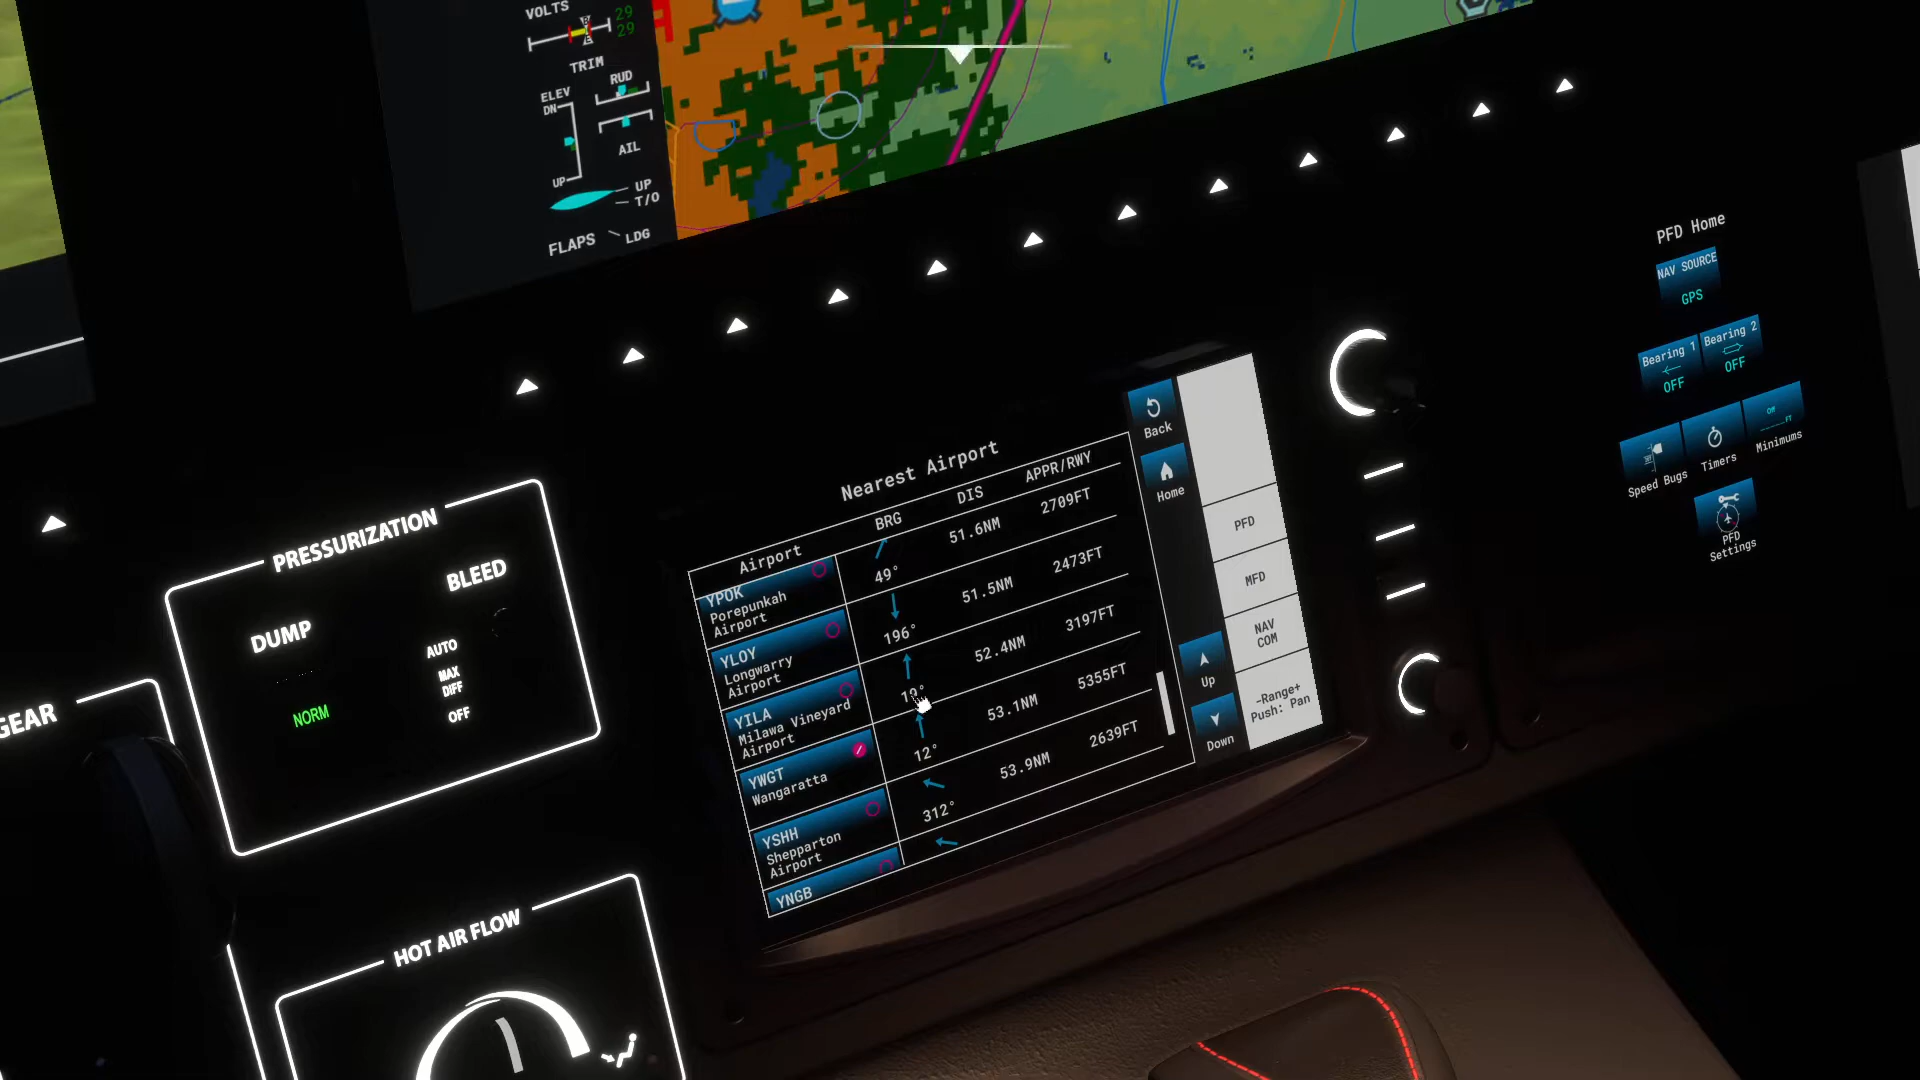 VOLTS
29
29
TRIM
ELEV
RUD
DN
AIL
UP
UP
T/O
FLAPS
LDG
PRESSURIZATION
DUMP
BLEED
NORM
AUTO
MAX
DIFF
OFF
GEAR
HOT AIR FLOW
Nearest Airport
Airport
BRG
DIS
APPR/RWY
YPOK
Porepunkah
Airport
49°
51.6NM
2709FT
YLOY
Longwarry
Airport
196°
51.5NM
2473FT
YILA
Milawa Vineyard
Airport
52.4NM
3197FT
YWGT
Wangaratta
12°
53.1NM
5355FT
YSHH
Shepparton
Airport
312°
53.9NM
2639FT
YNGB
Back
Home
Up
Down
PFD
MFD
NAV
COM
-Range+
Push: Pan
PFD Home
NAV SOURCE
GPS
Bearing 1
OFF
Bearing 2
OFF
Speed Bugs
Timers
Minimums
PFD
Settings